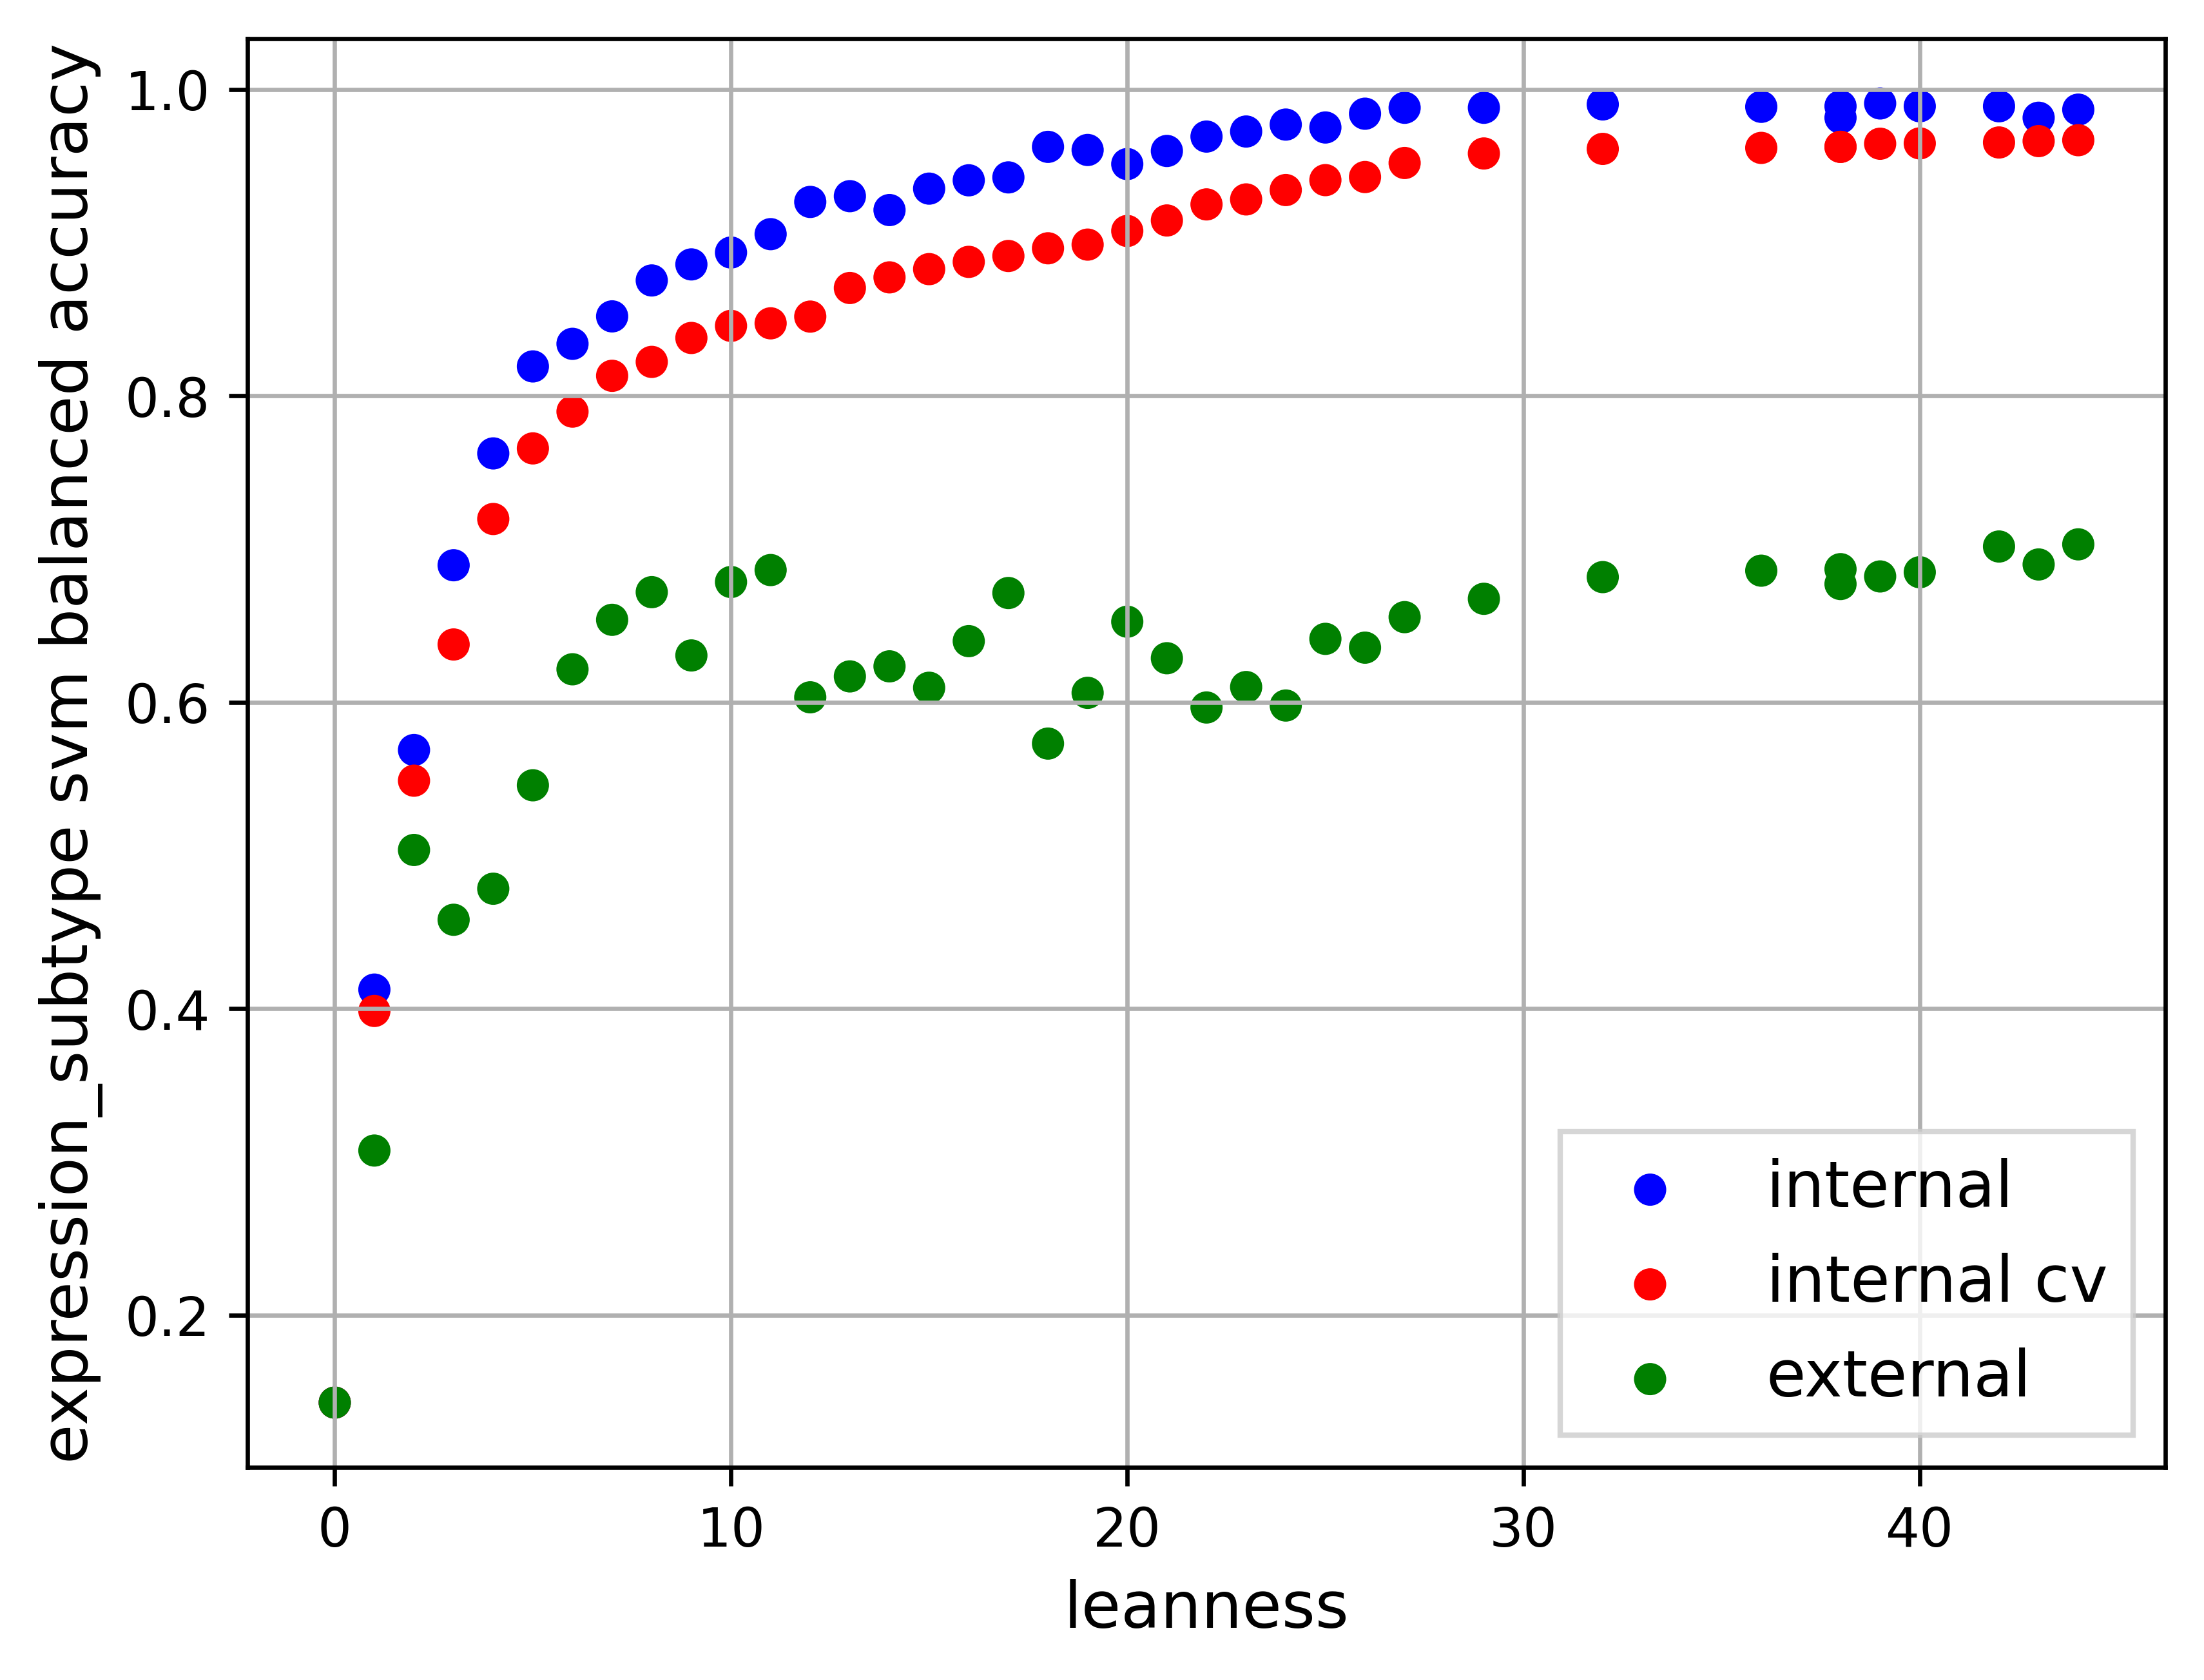 expression_subtype svm balanced accuracy
1.0
0.8
0.6
0.4
0.2
0 10 20 30 40
leanness
internal
internal cv
external